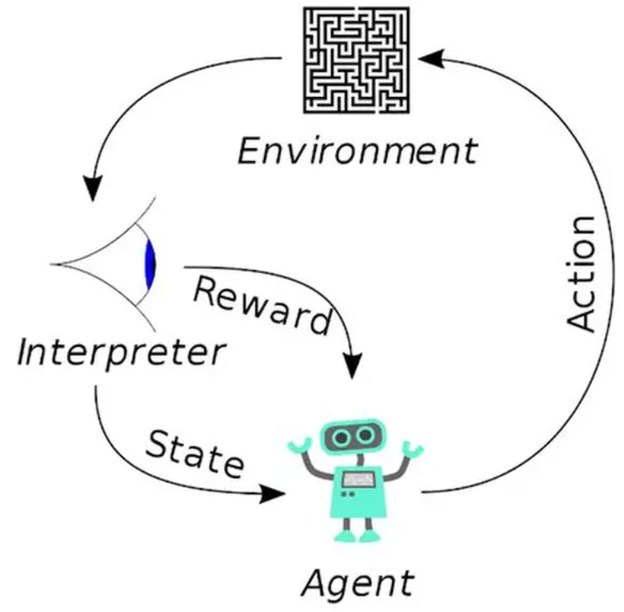 Environment
Action
Reward
Interpreter
State
Agent